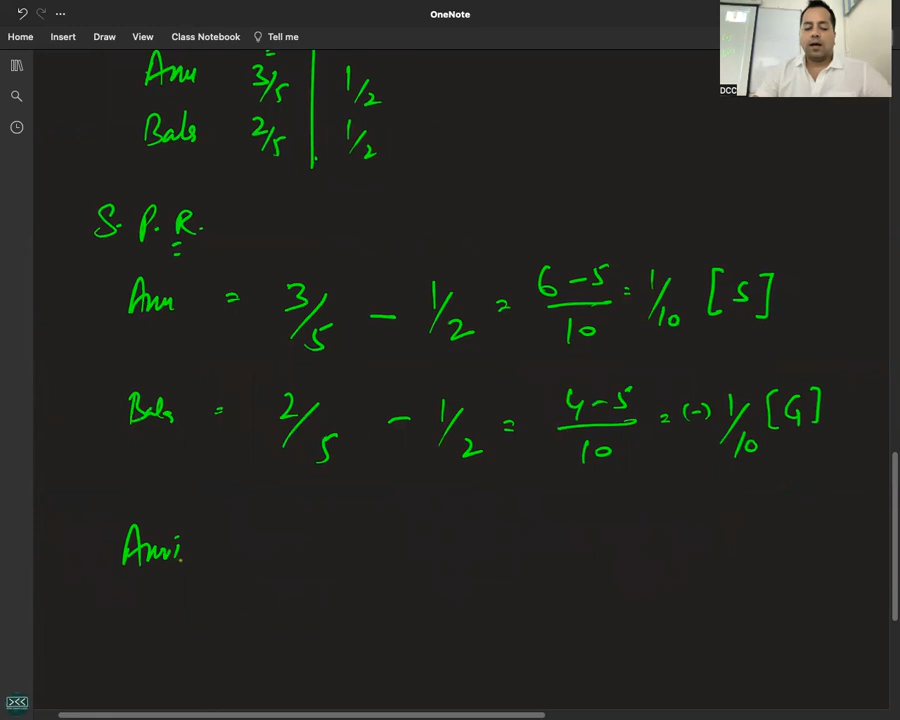 OneNote
Home Insert Draw View Class Notebook Tell me
DCC
Anu 3/5 1/2
Bala 2/5 1/2
S. P. R.
Anu = 3/5 - 1/2 = 6-5/10 = 1/10 [S]
Bala = 2/5 - 1/2 = 4-5/10 = (-) 1/10 [G]